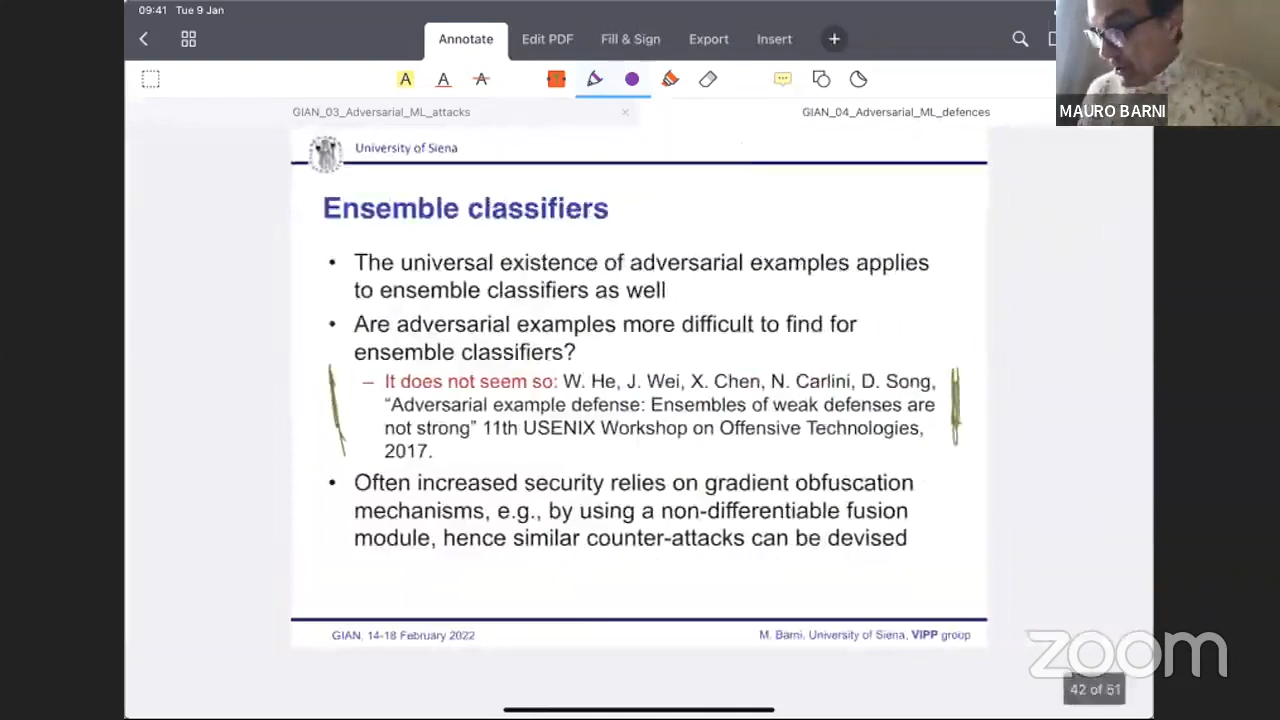 09:41 Tue 9 Jan
Annotate
Edit PDF
Fill & Sign
Export
Insert
A
A
A
T
MAURO BARNI
GIAN_03_Adversarial_ML_attacks
GIAN_04_Adversarial_ML_defences
University of Siena
Ensemble classifiers
• The universal existence of adversarial examples applies
to ensemble classifiers as well
• Are adversarial examples more difficult to find for
ensemble classifiers?
– It does not seem so: W. He, J. Wei, X. Chen, N. Carlini, D. Song,
“Adversarial example defense: Ensembles of weak defenses are
not strong” 11th USENIX Workshop on Offensive Technologies,
2017.
• Often increased security relies on gradient obfuscation
mechanisms, e.g., by using a non-differentiable fusion
module, hence similar counter-attacks can be devised
GIAN, 14-18 February 2022
M. Barni, University of Siena, VIPP group
zoom
42 of 51